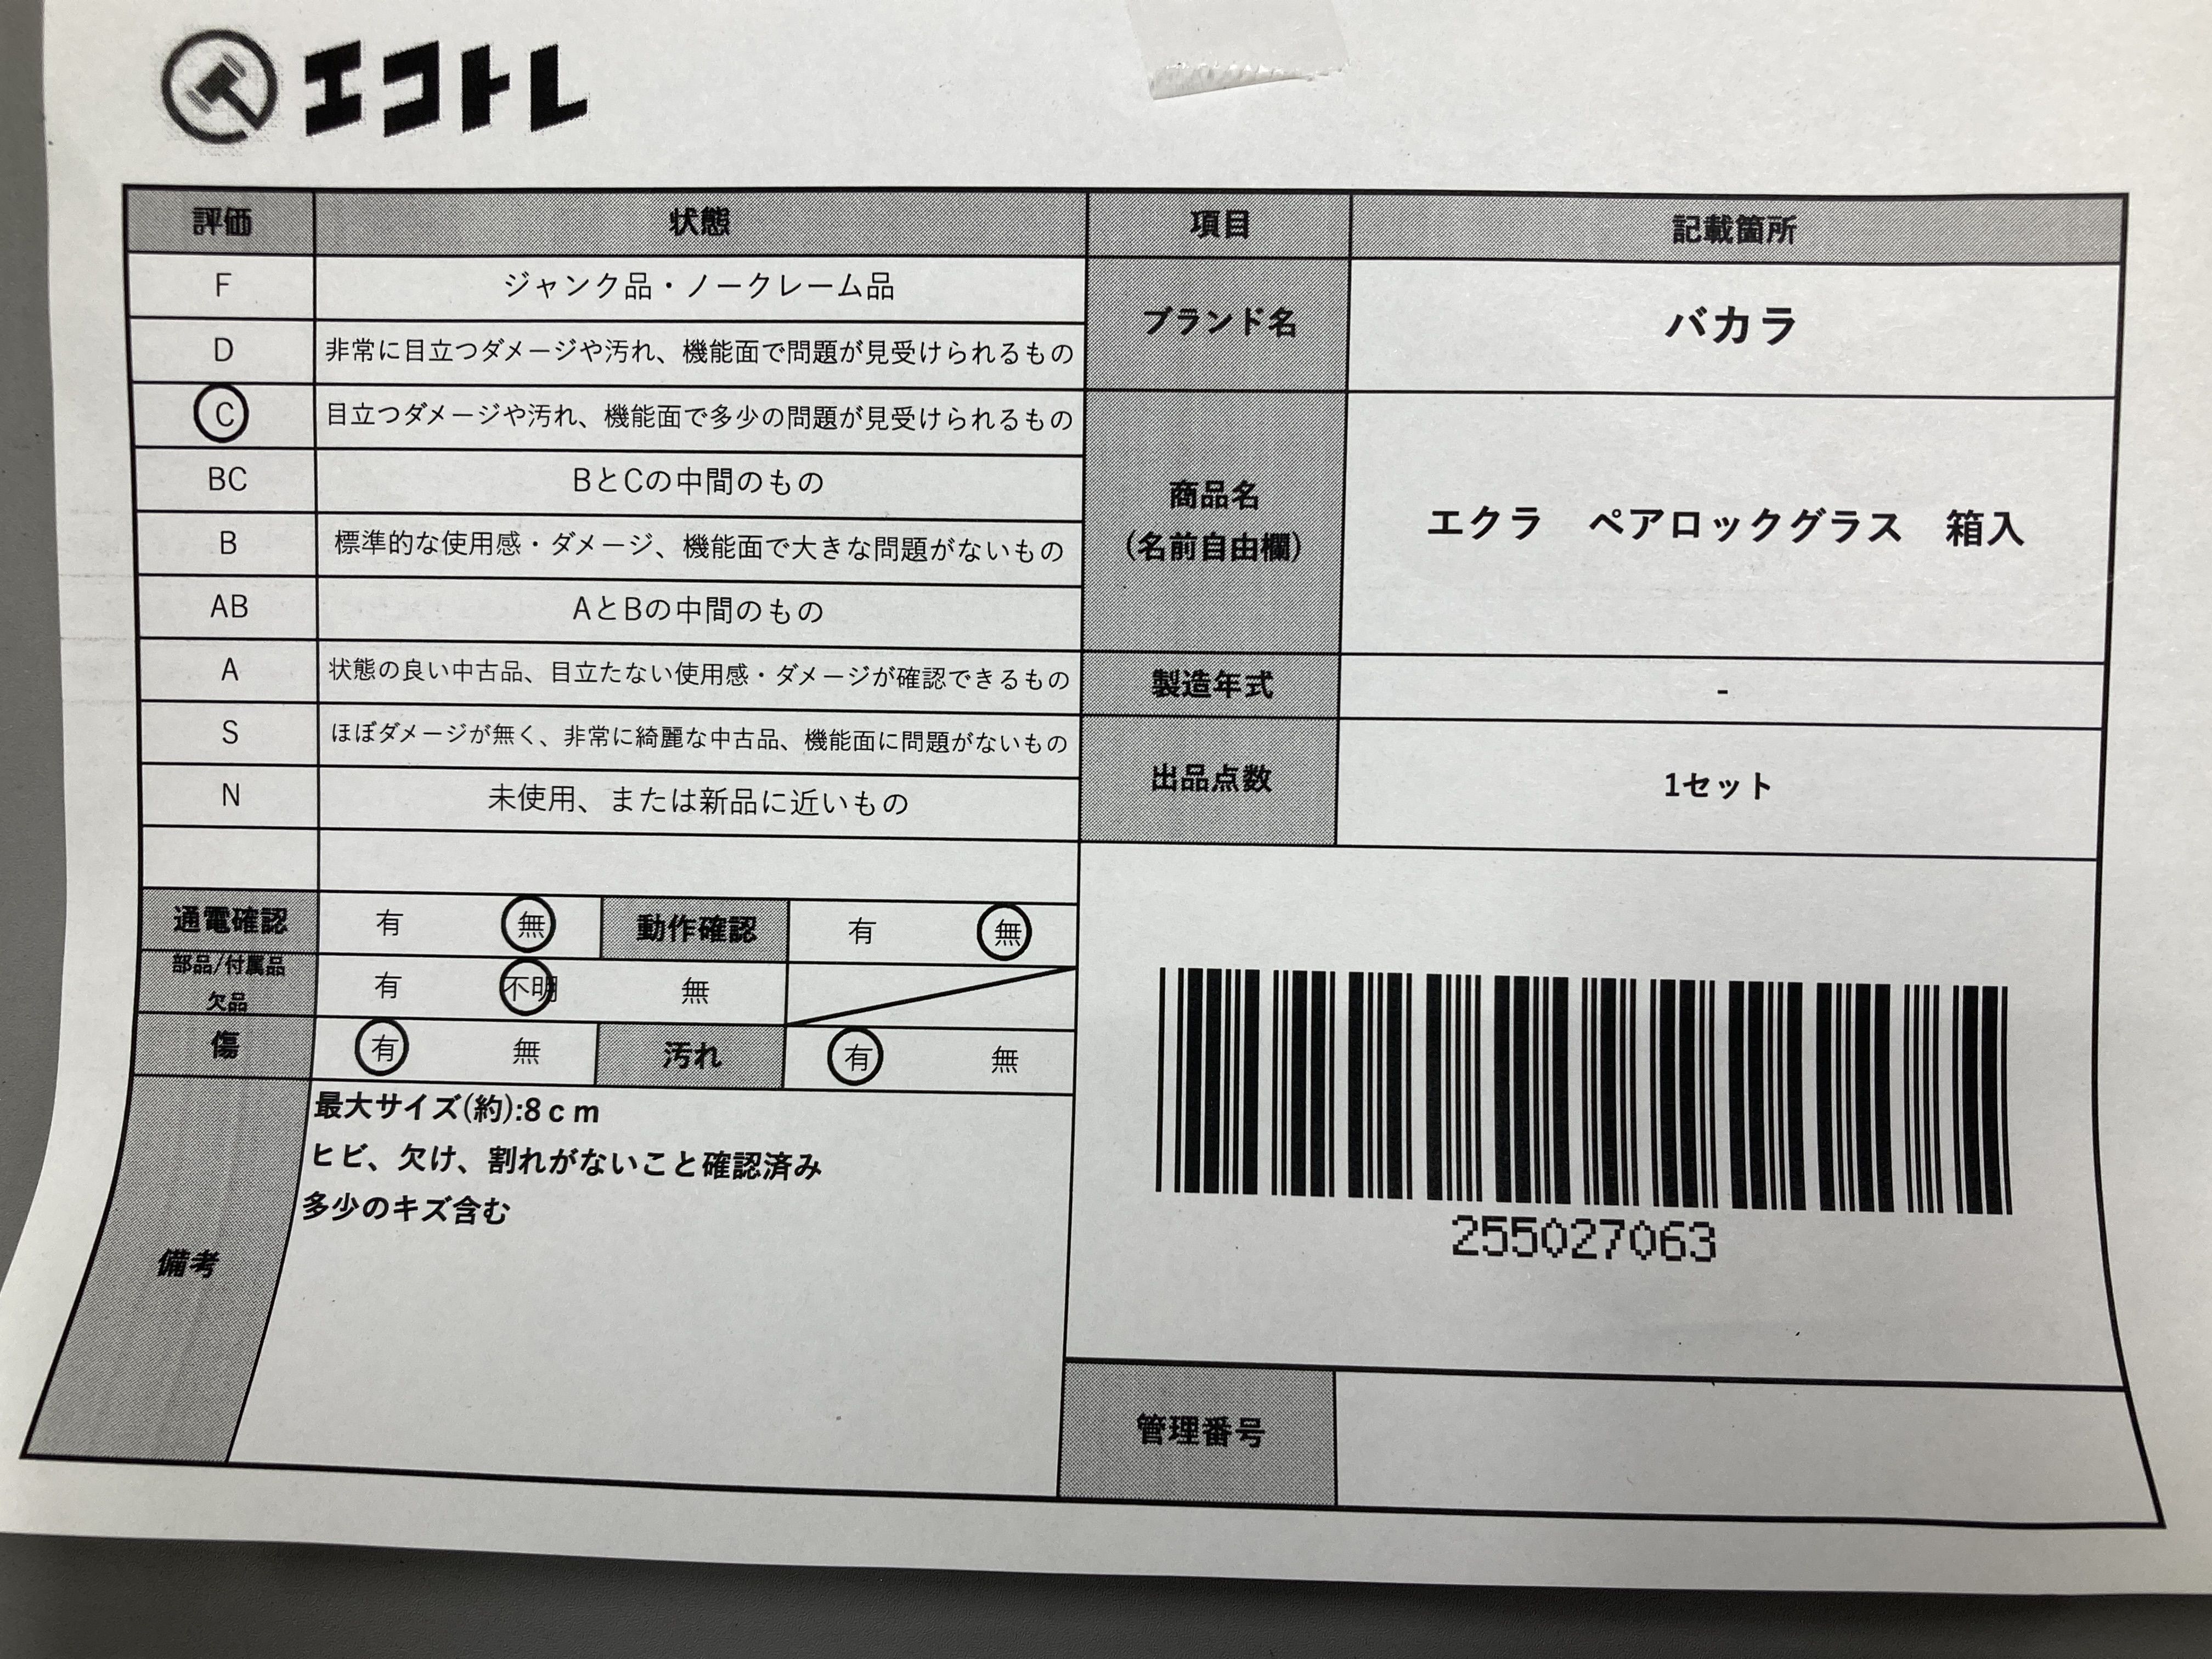 エコトレ
評価 状態 項目 記載箇所
F ジャンク品・ノークレーム品
D 非常に目立つダメージや汚れ、機能面で問題が見受けられるもの
ブランド名 バカラ
C 目立つダメージや汚れ、機能面で多少の問題が見受けられるもの
BC BとCの中間のもの
B 標準的な使用感・ダメージ、機能面で大きな問題がないもの
AB AとBの中間のもの
商品名
(名前自由欄)
エクラ ペアロックグラス 箱入
A 状態の良い中古品、目立たない使用感・ダメージが確認できるもの
製造年式 -
S ほぼダメージが無く、非常に綺麗な中古品、機能面に問題がないもの
N 未使用、または新品に近いもの
出品点数 1セット
通電確認 有 無 動作確認 有 無
部品/付属品
欠品
有 不明 無
傷 有 無 汚れ 有 無
備考
最大サイズ(約):8cm
ヒビ、欠け、割れがないこと確認済み
多少のキズ含む
255027063
管理番号